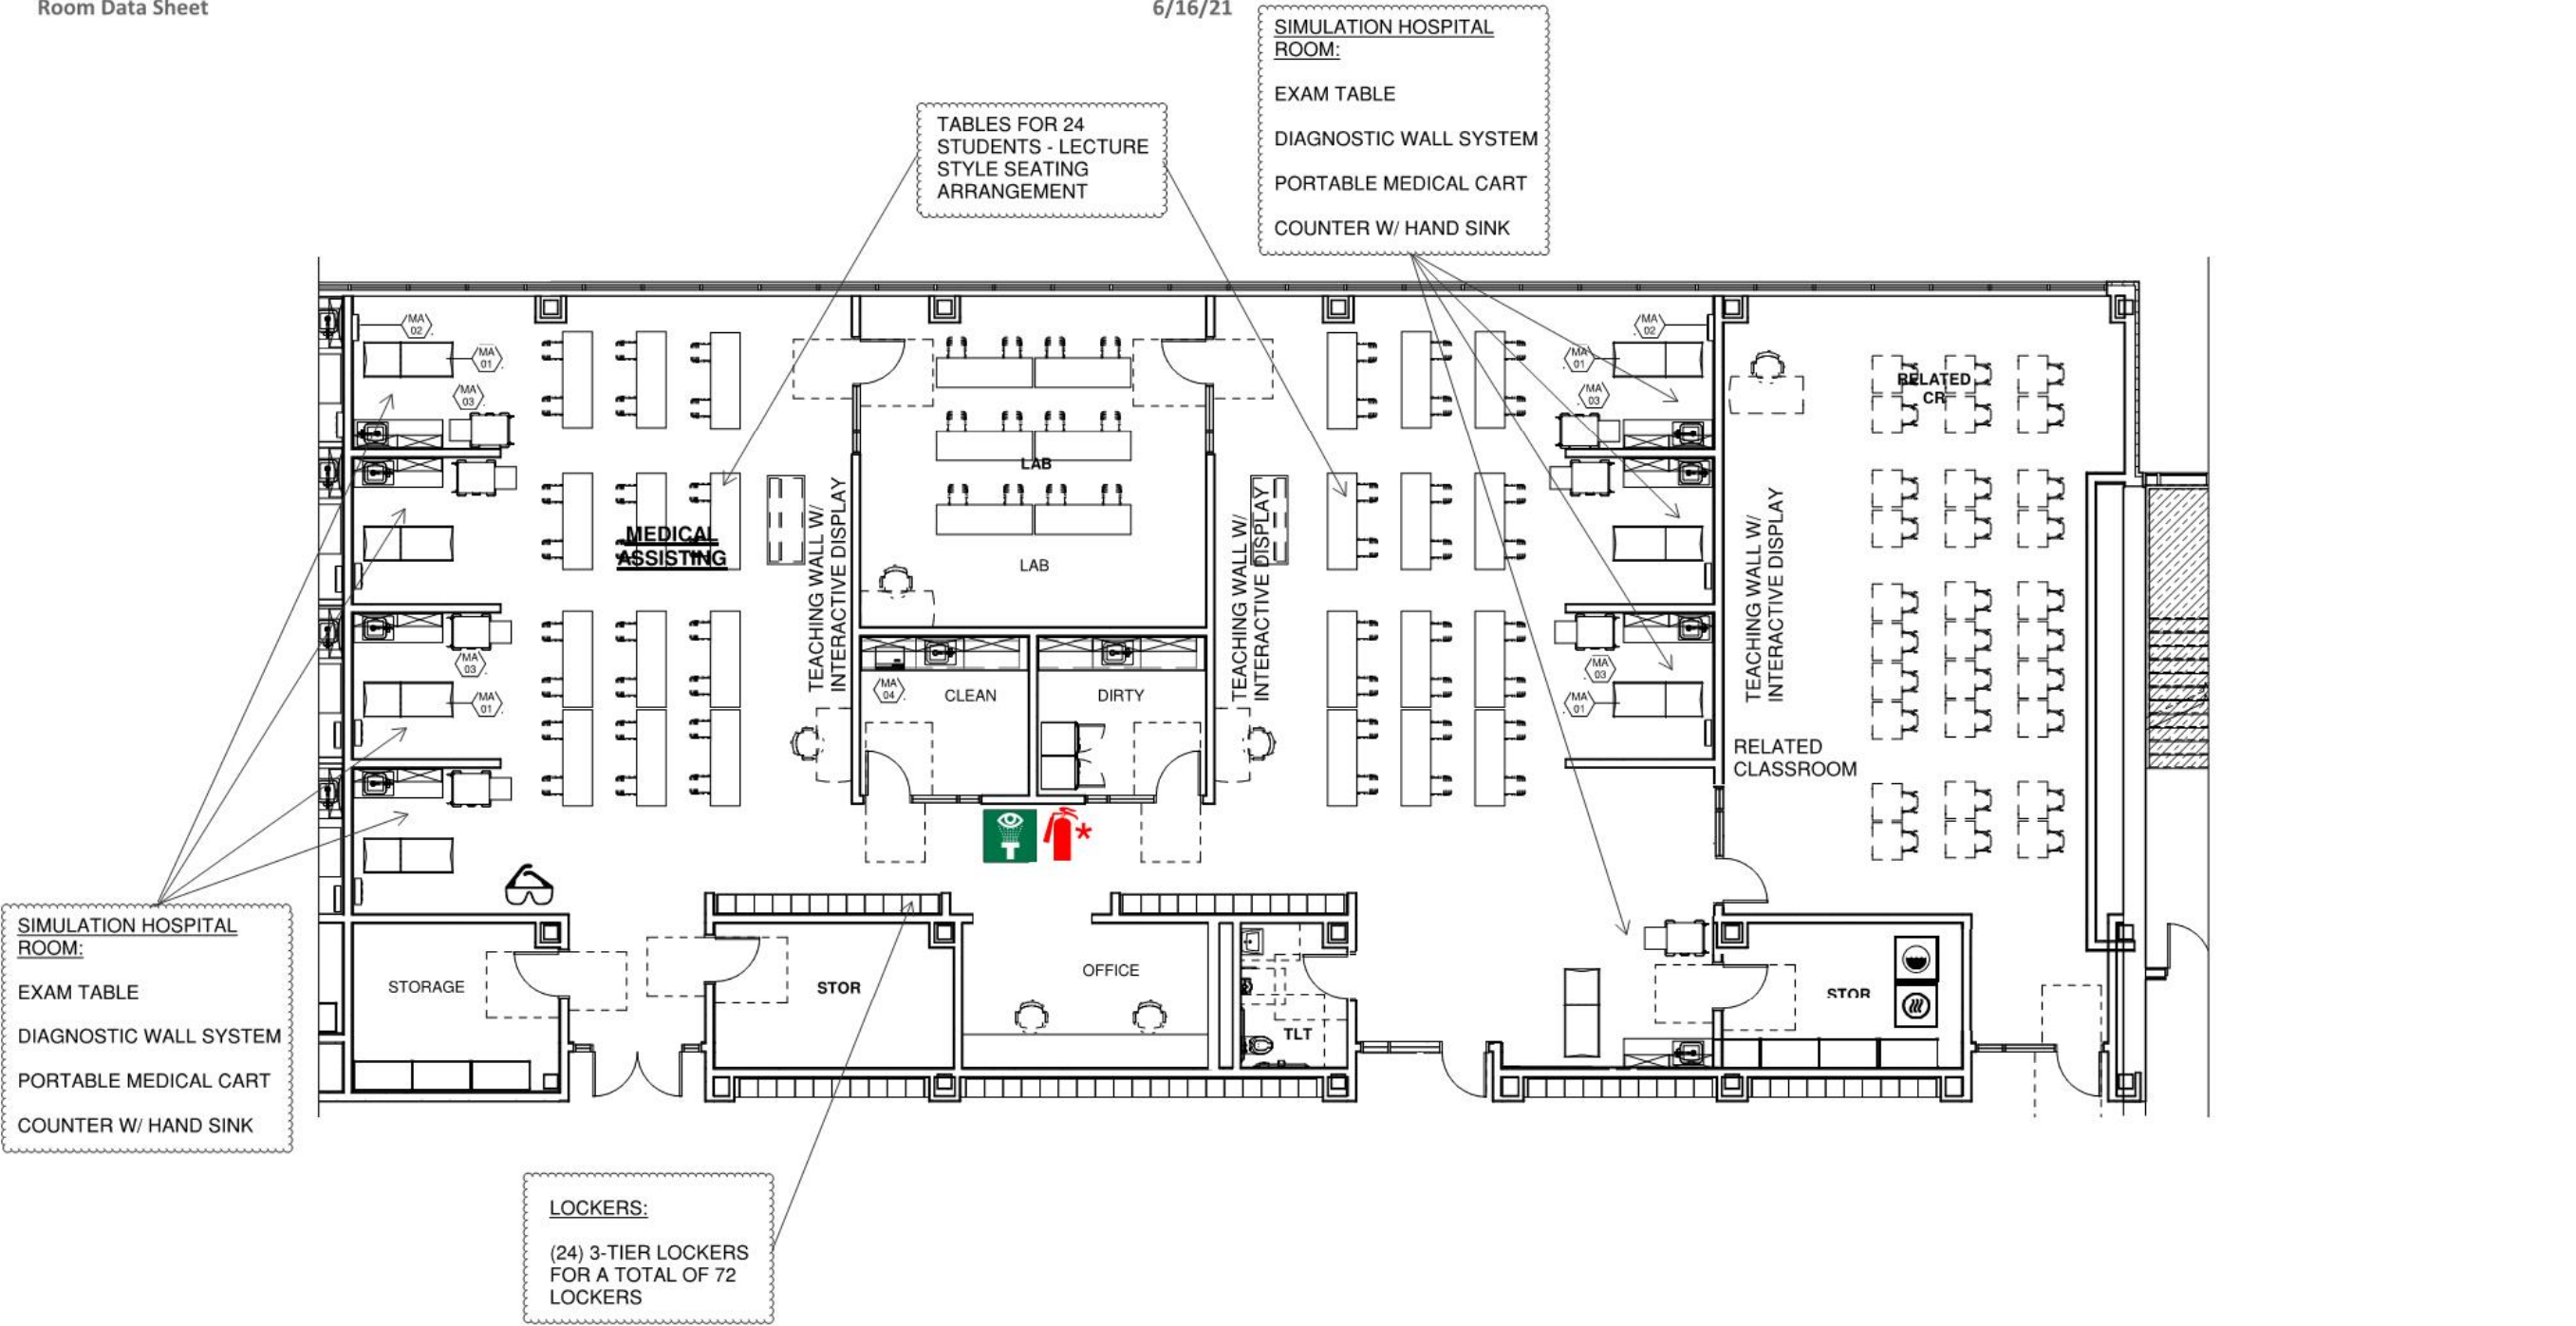 Room Data Sheet
6/16/21
SIMULATION HOSPITAL
ROOM:
EXAM TABLE
DIAGNOSTIC WALL SYSTEM
PORTABLE MEDICAL CART
COUNTER W/ HAND SINK
TABLES FOR 24
STUDENTS - LECTURE
STYLE SEATING
ARRANGEMENT
MA
02
MA
01
MA
03
MEDICAL
ASSISTING
MA
03
MA
01
TEACHING WALL W/
INTERACTIVE DISPLAY
LAB
LAB
MA
04
CLEAN
DIRTY
TEACHING WALL W/
INTERACTIVE DISPLAY
MA
02
MA
01
MA
03
MA
03
MA
01
TEACHING WALL W/
INTERACTIVE DISPLAY
RELATED
CR
RELATED
CLASSROOM
*
SIMULATION HOSPITAL
ROOM:
EXAM TABLE
DIAGNOSTIC WALL SYSTEM
PORTABLE MEDICAL CART
COUNTER W/ HAND SINK
STORAGE
STOR
OFFICE
TLT
STOR
LOCKERS:
(24) 3-TIER LOCKERS
FOR A TOTAL OF 72
LOCKERS